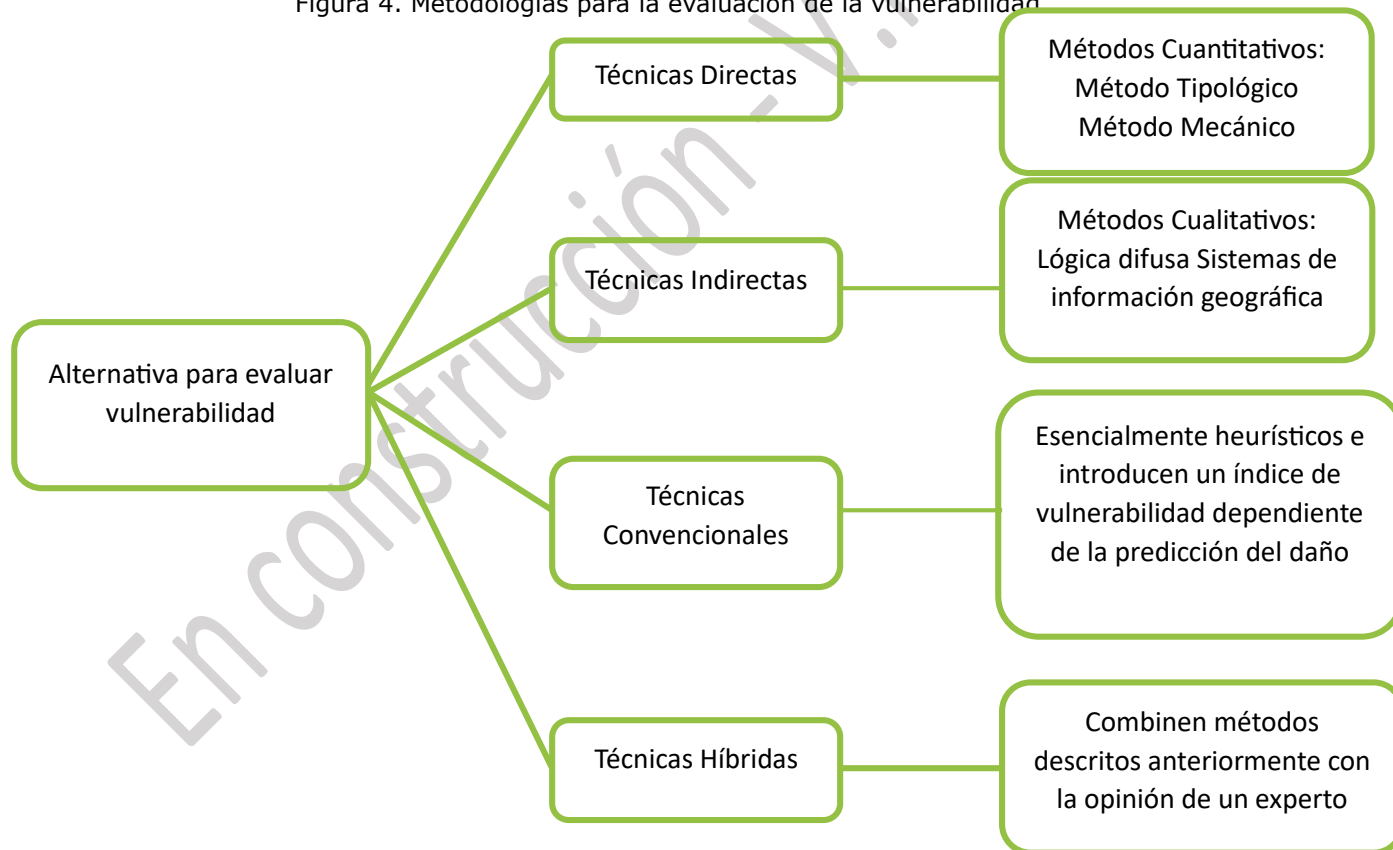 Figura 4. Metodologías para la evaluación de la vulnerabilidad
Técnicas Directas
Métodos Cuantitativos:
Método Tipológico
Método Mecánico
Técnicas Indirectas
Métodos Cualitativos:
Lógica difusa Sistemas de
información geográfica
Alternativa para evaluar
vulnerabilidad
Técnicas
Convencionales
Esencialmente heurísticos e
introducen un índice de
vulnerabilidad dependiente
de la predicción del daño
Técnicas Híbridas
Combinen métodos
descritos anteriormente con
la opinión de un experto
En construcción - V.